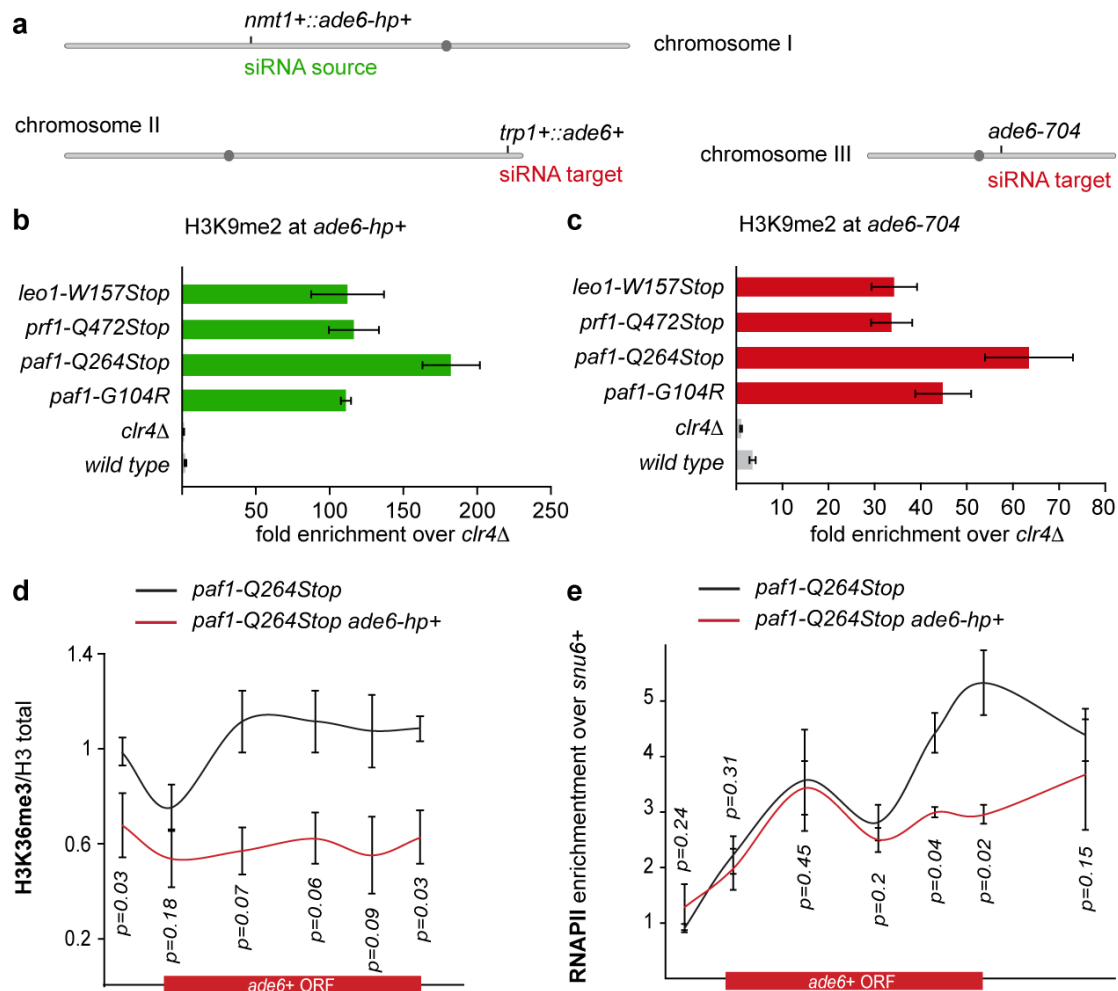 a
nmt1+::ade6-hp+
chromosome I
siRNA source
chromosome II
trp1+::ade6+
siRNA target
chromosome III
ade6-704
siRNA target
b
H3K9me2 at ade6-hp+
leo1-W157Stop
prf1-Q472Stop
paf1-Q264Stop
paf1-G104R
clr4Δ
wild type
50 100 150 200 250
fold enrichment over clr4Δ
c
H3K9me2 at ade6-704
leo1-W157Stop
prf1-Q472Stop
paf1-Q264Stop
paf1-G104R
clr4Δ
wild type
10 20 30 40 50 60 70 80
fold enrichment over clr4Δ
d
paf1-Q264Stop
paf1-Q264Stop ade6-hp+
H3K36me3/H3 total
1.4
1
0.6
0.2
p=0.03
p=0.18
p=0.07
p=0.06
p=0.09
p=0.03
ade6+ ORF
e
paf1-Q264Stop
paf1-Q264Stop ade6-hp+
RNAPII enrichmentment over snu6+
5
4
3
2
1
p=0.24
p=0.31
p=0.45
p=0.2
p=0.04
p=0.02
p=0.15
ade6+ ORF